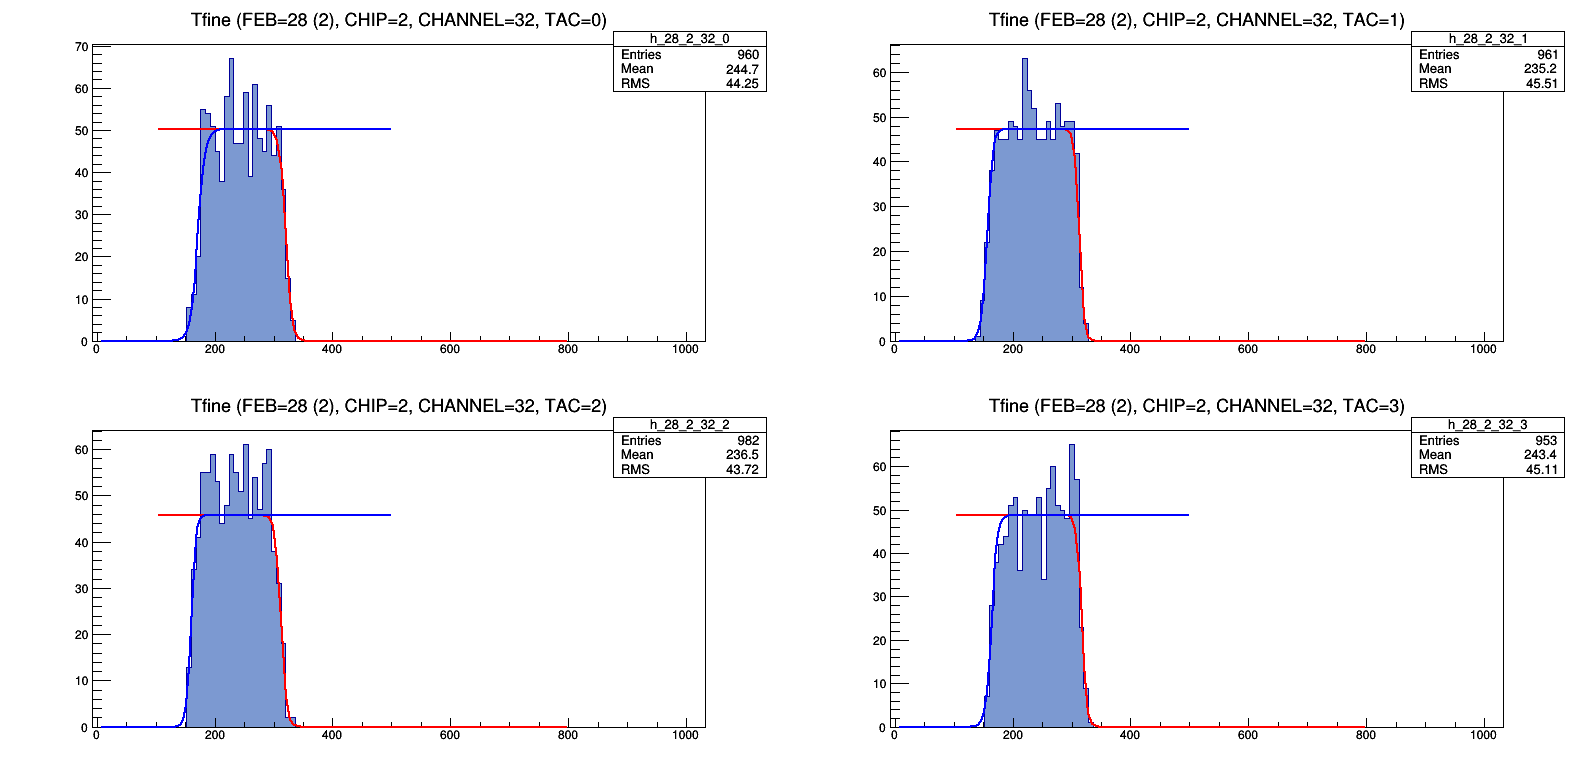 Tfine (FEB=28 (2), CHIP=2, CHANNEL=32, TAC=0)
h_28_2_32_0
Entries 960
Mean 244.7
RMS 44.25
70
60
50
40
30
20
10
0
0 200 400 600 800 1000
Tfine (FEB=28 (2), CHIP=2, CHANNEL=32, TAC=1)
h_28_2_32_1
Entries 961
Mean 235.2
RMS 45.51
60
50
40
30
20
10
0
0 200 400 600 800 1000
Tfine (FEB=28 (2), CHIP=2, CHANNEL=32, TAC=2)
h_28_2_32_2
Entries 982
Mean 236.5
RMS 43.72
60
50
40
30
20
10
0
0 200 400 600 800 1000
Tfine (FEB=28 (2), CHIP=2, CHANNEL=32, TAC=3)
h_28_2_32_3
Entries 953
Mean 243.4
RMS 45.11
60
50
40
30
20
10
0
0 200 400 600 800 1000